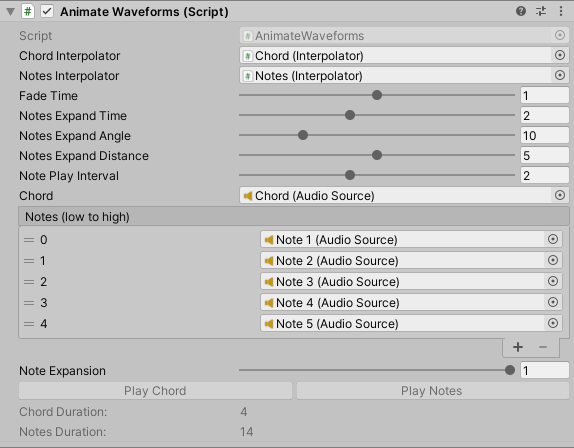 # Animate Waveforms (Script)
Script # AnimateWaveforms
Chord Interpolator # Chord (Interpolator)
Notes Interpolator # Notes (Interpolator)
Fade Time 1
Notes Expand Time 2
Notes Expand Angle 10
Notes Expand Distance 5
Note Play Interval 2
Chord Chord (Audio Source)
Notes (low to high)
0 Note 1 (Audio Source)
1 Note 2 (Audio Source)
2 Note 3 (Audio Source)
3 Note 4 (Audio Source)
4 Note 5 (Audio Source)
+ −
Note Expansion 1
Play Chord Play Notes
Chord Duration: 4
Notes Duration: 14